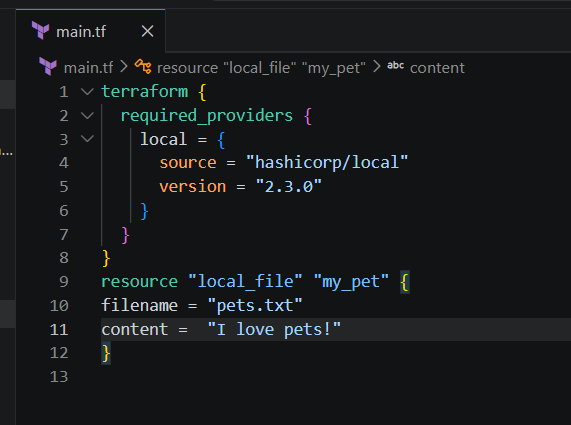 main.tf
main.tf > resource "local_file" "my_pet" > abc content
1 terraform {
2   required_providers {
3     local = {
4       source = "hashicorp/local"
5       version = "2.3.0"
6     }
7   }
8 }
9 resource "local_file" "my_pet" {
10 filename = "pets.txt"
11 content =  "I love pets!"
12 }
13